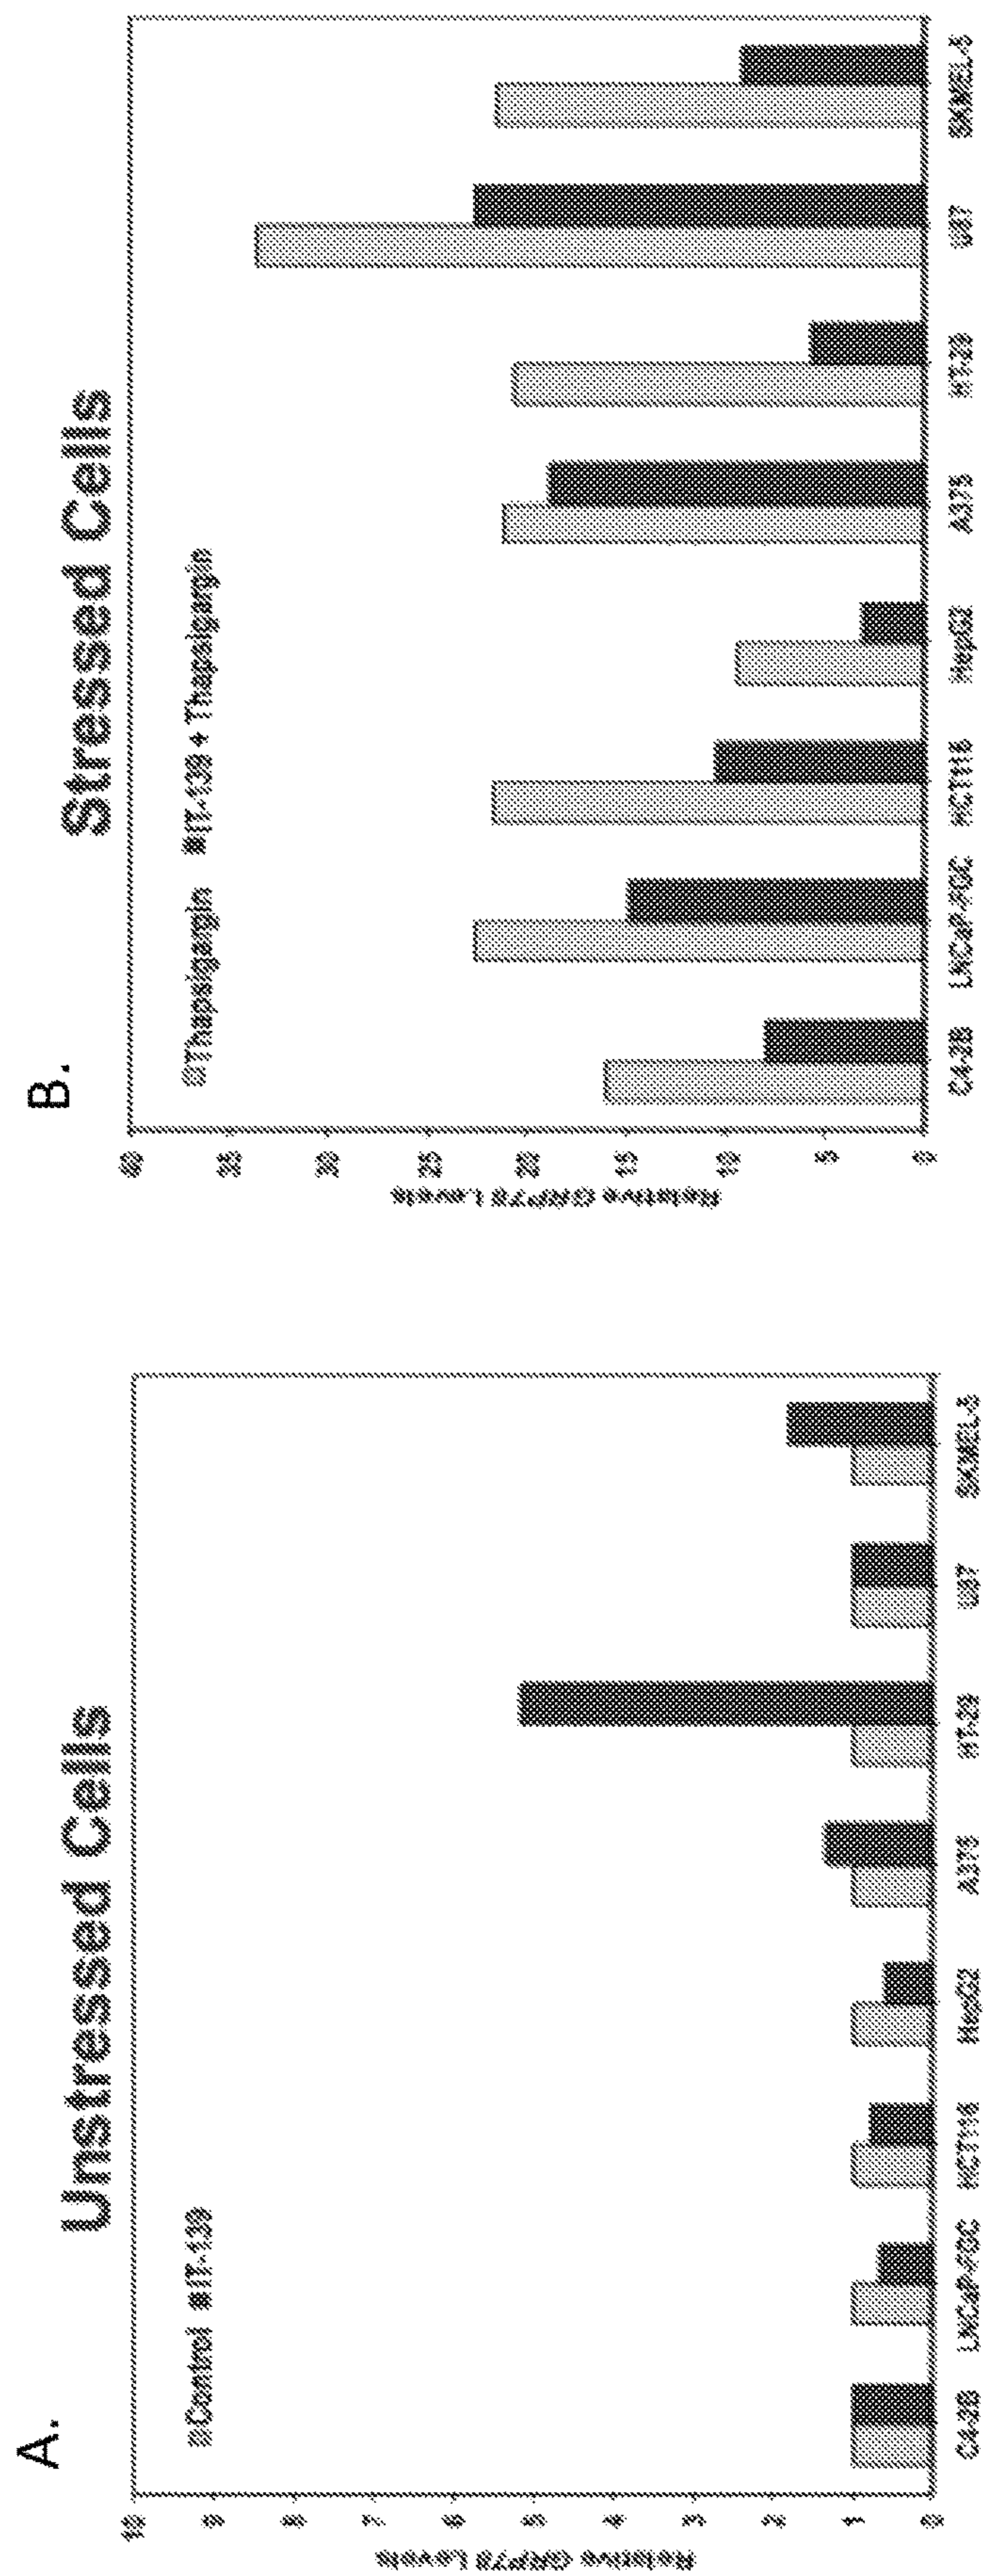 A.
Unstressed Cells
Control IT-139
Relative GRP78 Levels
10
9
8
7
6
5
4
3
2
1
0
C4-2B
LNCaP-FGC
HCT116
HepG2
A375
HT-29
U87
SKMEL-5
B.
Stressed Cells
Thapsigargin IT-139 + Thapsigargin
Relative GRP78 Levels
40
35
30
25
20
15
10
5
0
C4-2B
LNCaP-FGC
HCT116
HepG2
A375
HT-29
U87
SKMEL-5